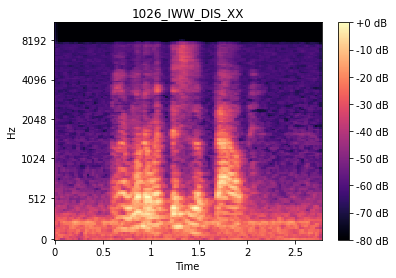 1026_IWW_DIS_XX
+0 dB
8192
-10 dB
4096
-20 dB
-30 dB
2048
Hz
-40 dB
1024
-50 dB
512
-60 dB
-70 dB
0
-80 dB
0 0.5 1 1.5 2 2.5
Time